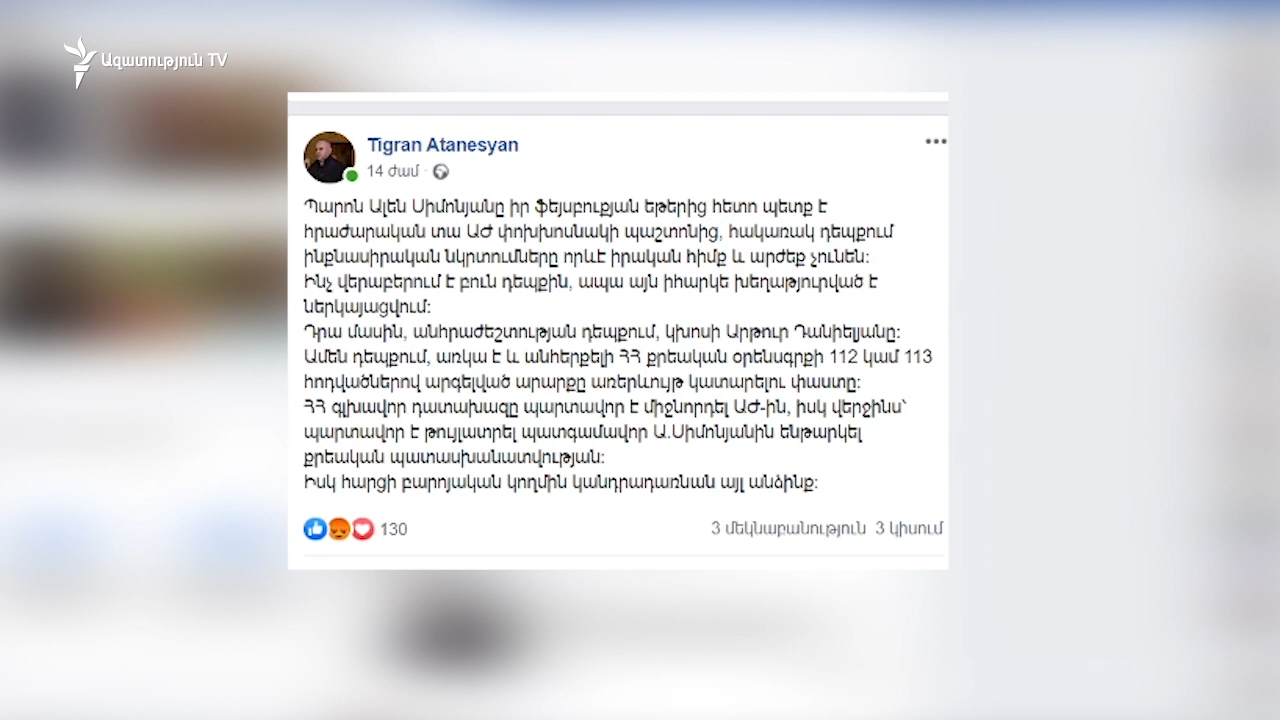 Ազատություն TV
Tigran Atanesyan
14 ժամ ·
Պարոն Ալեն Սիմոնյանը իր ֆեյսբուքյան եթերից հետո պետք է
հրաժարական տա ԱԺ փոխխոսնակի պաշտոնից, հակառակ դեպքում
ինքնասիրական նկրտումները որևէ իրական հիմք և արժեք չունեն:
Ինչ վերաբերում է բուն դեպքին, ապա այն իհարկե խեղաթյուրված է
ներկայացվում:
Դրա մասին, անհրաժեշտության դեպքում, կխոսի Արթուր Դանիելյանը:
Ամեն դեպքում, առկա է և անհերքելի ՀՀ քրեական օրենսգրքի 112 կամ 113
հոդվածներով արգելված արարքը առերևույթ կատարելու փաստը:
ՀՀ գլխավոր դատախազը պարտավոր է միջնորդել ԱԺ-ին, իսկ վերջինս՝
պարտավոր է թույլատրել պատգամավոր Ա.Սիմոնյանին ենթարկել
քրեական պատասխանատվության:
Իսկ հարցի բարոյական կողմին կանդրադառնան այլ անձինք:
130 3 մեկնաբանություն 3 կիսում